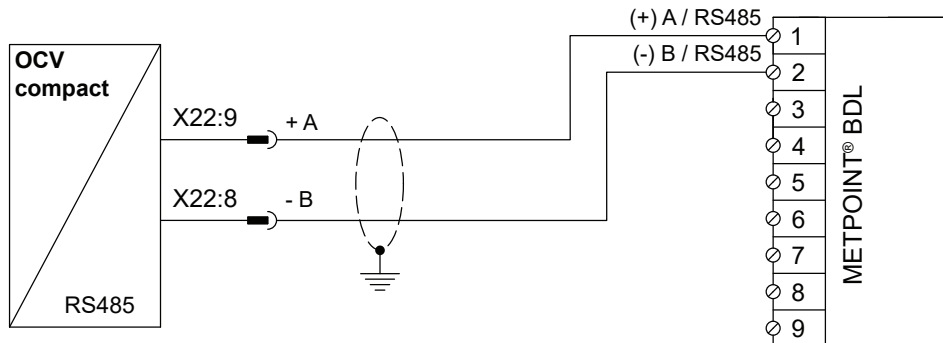 OCV
compact
RS485
X22:9
+ A
X22:8
- B
(+) A / RS485
(-) B / RS485
1
2
3
4
5
6
7
8
9
METPOINT® BDL